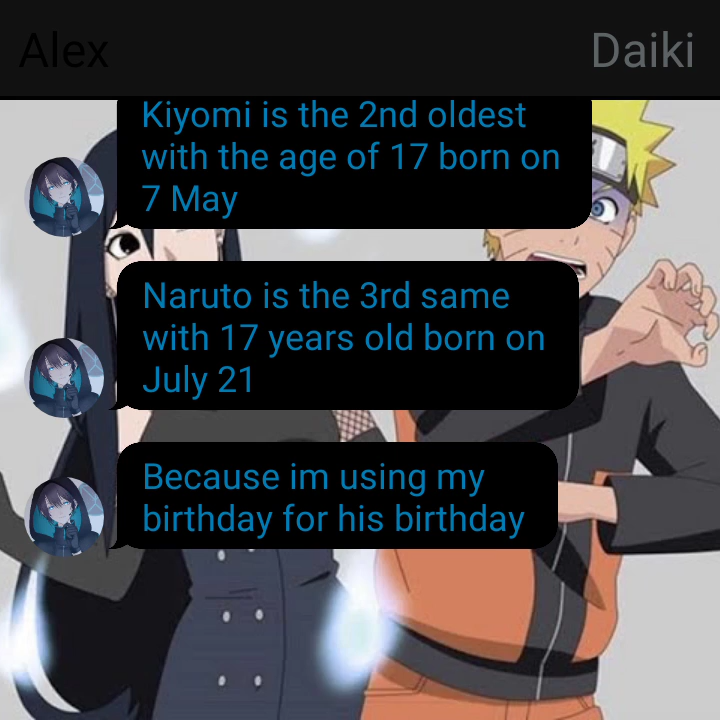 Alex
Daiki
Kiyomi is the 2nd oldest
with the age of 17 born on
7 May
Naruto is the 3rd same
with 17 years old born on
July 21
Because im using my
birthday for his birthday